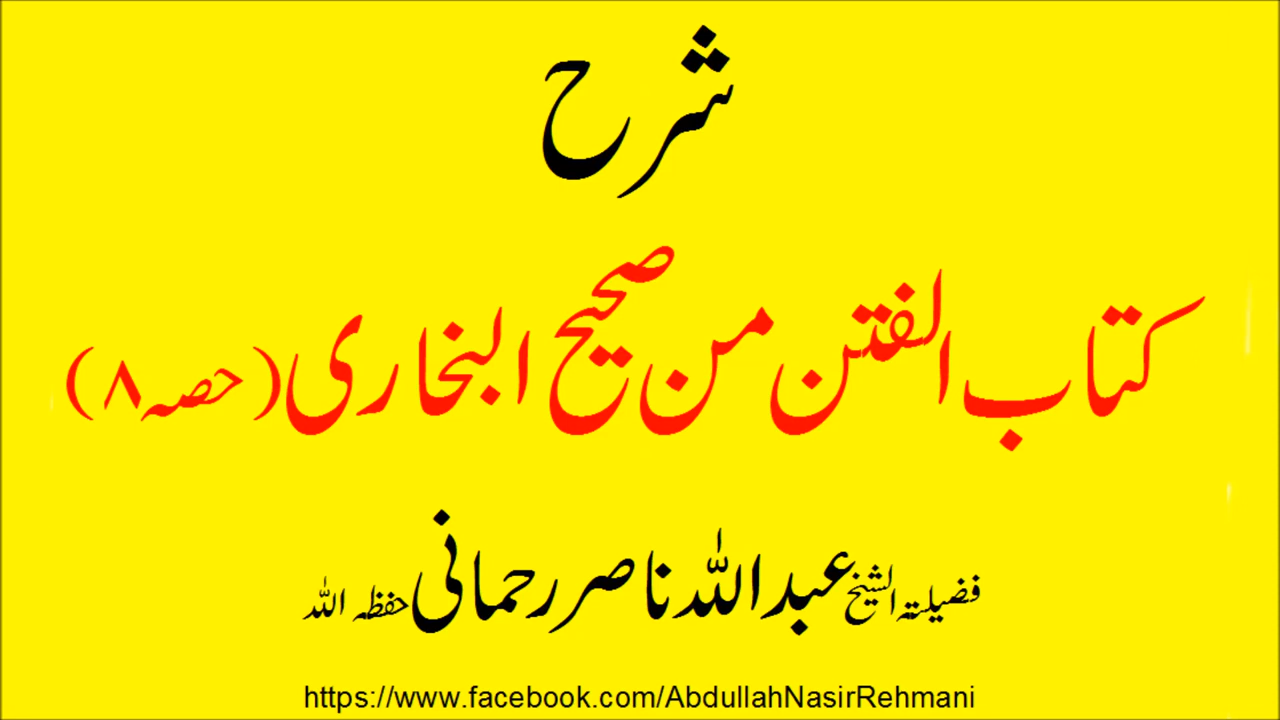 شرح
کتاب الفتن من صحیح البخاری (حصہ ۸)
فضیلۃ الشیخ عبداللہ ناصر رحمانی حفظہ اللہ
https://www.facebook.com/AbdullahNasirRehmani